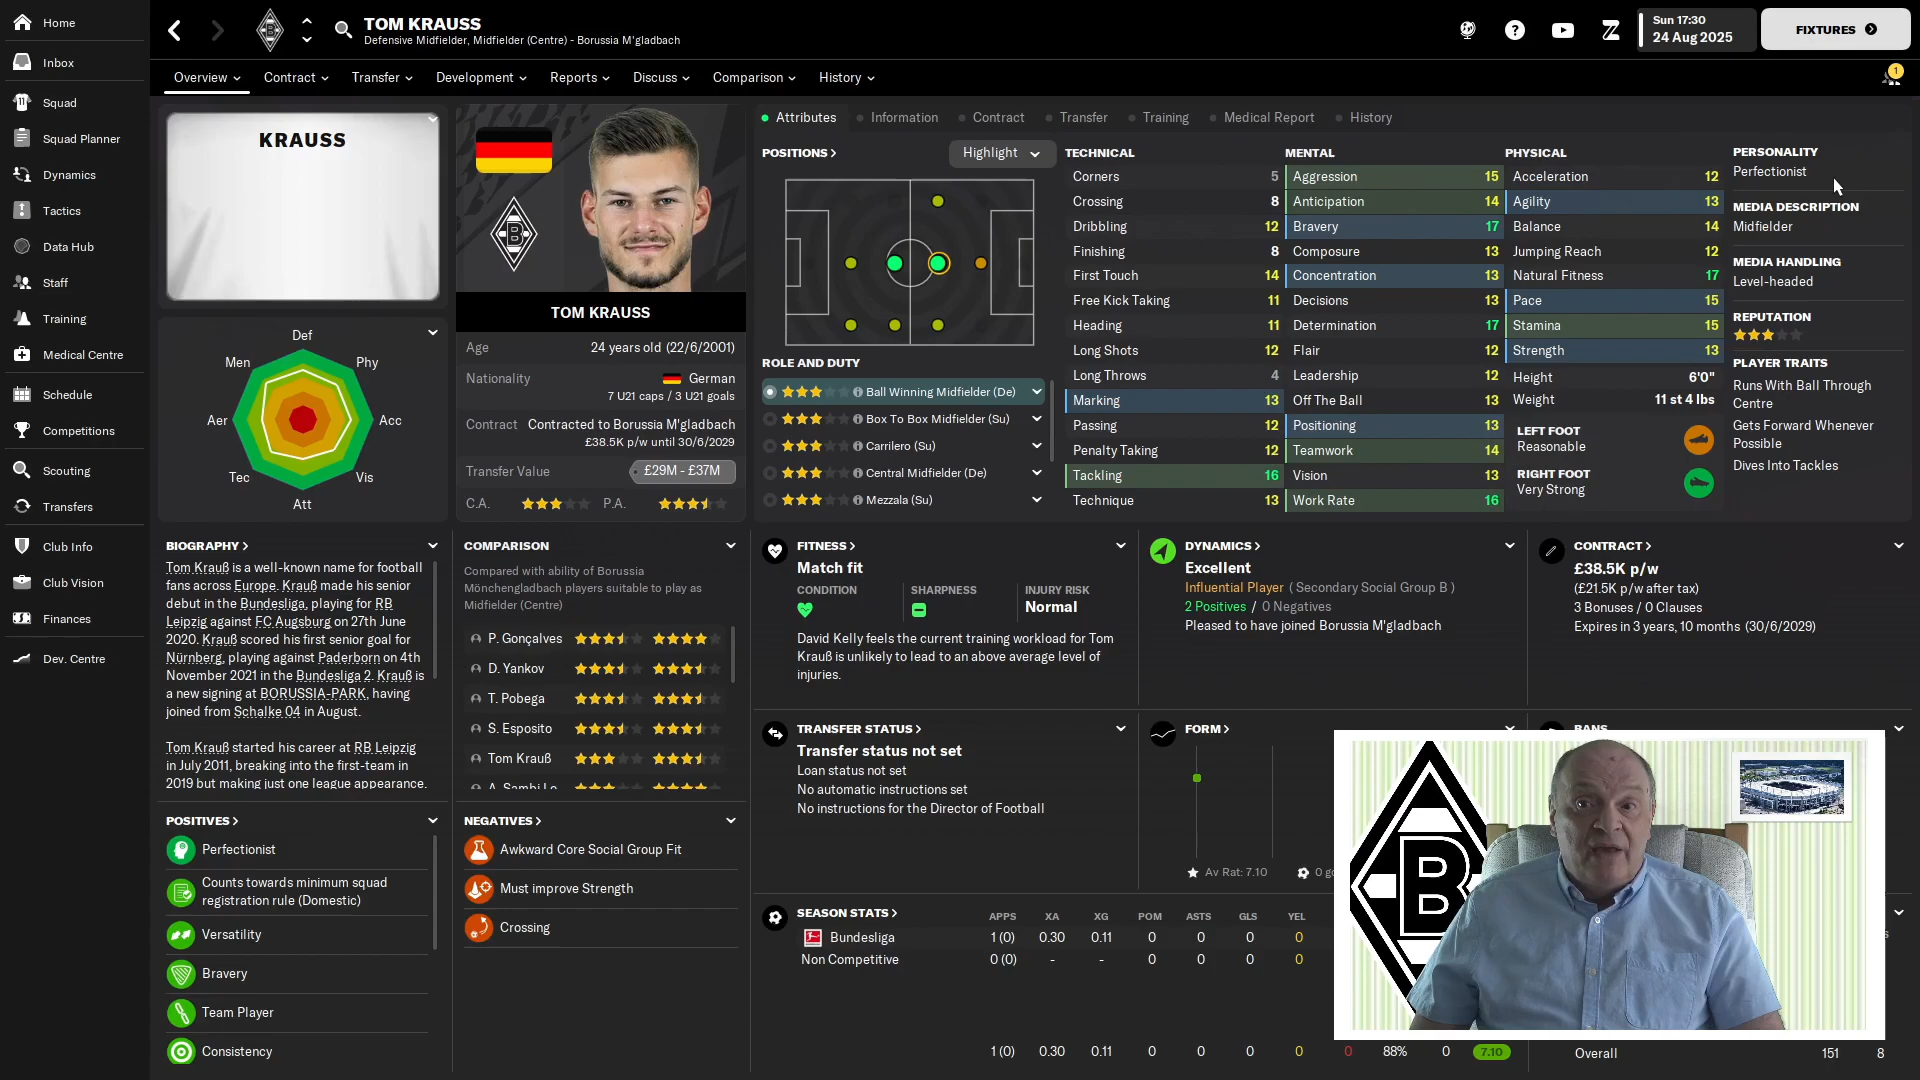 Home
Inbox
Squad
Squad Planner
Dynamics
Tactics
Data Hub
Staff
Training
Medical Centre
Schedule
Competitions
Scouting
Transfers
Club Info
Club Vision
Finances
Dev. Centre
TOM KRAUSS
Defensive Midfielder, Midfielder (Centre) - Borussia M'gladbach
Sun 17:30
24 Aug 2025
FIXTURES
Overview
Contract
Transfer
Development
Reports
Discuss
Comparison
History
1
KRAUSS
Def
Phy
Acc
Vis
Att
Tec
Aer
Men
TOM KRAUSS
Age 24 years old (22/6/2001)
Nationality German
7 U21 caps / 3 U21 goals
Contract Contracted to Borussia M'gladbach
£38.5K p/w until 30/6/2029
Transfer Value £29M - £37M
C.A. P.A.
Attributes
Information
Contract
Transfer
Training
Medical Report
History
POSITIONS
Highlight
ROLE AND DUTY
Ball Winning Midfielder (De)
Box To Box Midfielder (Su)
Carrilero (Su)
Central Midfielder (De)
Mezzala (Su)
TECHNICAL
Corners 5
Crossing 8
Dribbling 12
Finishing 8
First Touch 14
Free Kick Taking 11
Heading 11
Long Shots 12
Long Throws 4
Marking 13
Passing 12
Penalty Taking 12
Tackling 16
Technique 13
MENTAL
Aggression 15
Anticipation 14
Bravery 17
Composure 13
Concentration 13
Decisions 13
Determination 17
Flair 12
Leadership 12
Off The Ball 13
Positioning 13
Teamwork 14
Vision 13
Work Rate 16
PHYSICAL
Acceleration 12
Agility 13
Balance 14
Jumping Reach 12
Natural Fitness 17
Pace 15
Stamina 15
Strength 13
Height 6'0"
Weight 11 st 4 lbs
LEFT FOOT
Reasonable
RIGHT FOOT
Very Strong
PERSONALITY
Perfectionist
MEDIA DESCRIPTION
Midfielder
MEDIA HANDLING
Level-headed
REPUTATION
PLAYER TRAITS
Runs With Ball Through
Centre
Gets Forward Whenever
Possible
Dives Into Tackles
BIOGRAPHY
Tom Krauß is a well-known name for football
fans across Europe. Krauß made his senior
debut in the Bundesliga, playing for RB
Leipzig against FC Augsburg on 27th June
2020. Krauß scored his first senior goal for
Nürnberg, playing against Paderborn on 4th
November 2021 in the Bundesliga 2. Krauß is
a new signing at BORUSSIA-PARK, having
joined from Schalke 04 in August.
Tom Krauß started his career at RB Leipzig
in July 2011, breaking into the first-team in
2019 but making just one league appearance.
COMPARISON
Compared with ability of Borussia
Mönchengladbach players suitable to play as
Midfielder (Centre)
P. Gonçalves
D. Yankov
T. Pobega
S. Esposito
Tom Krauß
FITNESS
Match fit
CONDITION SHARPNESS INJURY RISK
Normal
David Kelly feels the current training workload for Tom
Krauß is unlikely to lead to an above average level of
injuries.
DYNAMICS
Excellent
Influential Player (Secondary Social Group B)
2 Positives / 0 Negatives
Pleased to have joined Borussia M'gladbach
CONTRACT
£38.5K p/w
(£21.5K p/w after tax)
3 Bonuses / 0 Clauses
Expires in 3 years, 10 months (30/6/2029)
TRANSFER STATUS
Transfer status not set
Loan status not set
No automatic instructions set
No instructions for the Director of Football
FORM
Av Rat: 7.10
POSITIVES
Perfectionist
Counts towards minimum squad
registration rule (Domestic)
Versatility
Bravery
Team Player
Consistency
NEGATIVES
Awkward Core Social Group Fit
Must improve Strength
Crossing
SEASON STATS APPS XA XG POM ASTS GLS YEL
Bundesliga 1 (0) 0.30 0.11 0 0 0 0
Non Competitive 0 (0) - - 0 0 0 0
1 (0) 0.30 0.11 0 0 0 0 0 88% 0 7.10
Overall 151 8
B